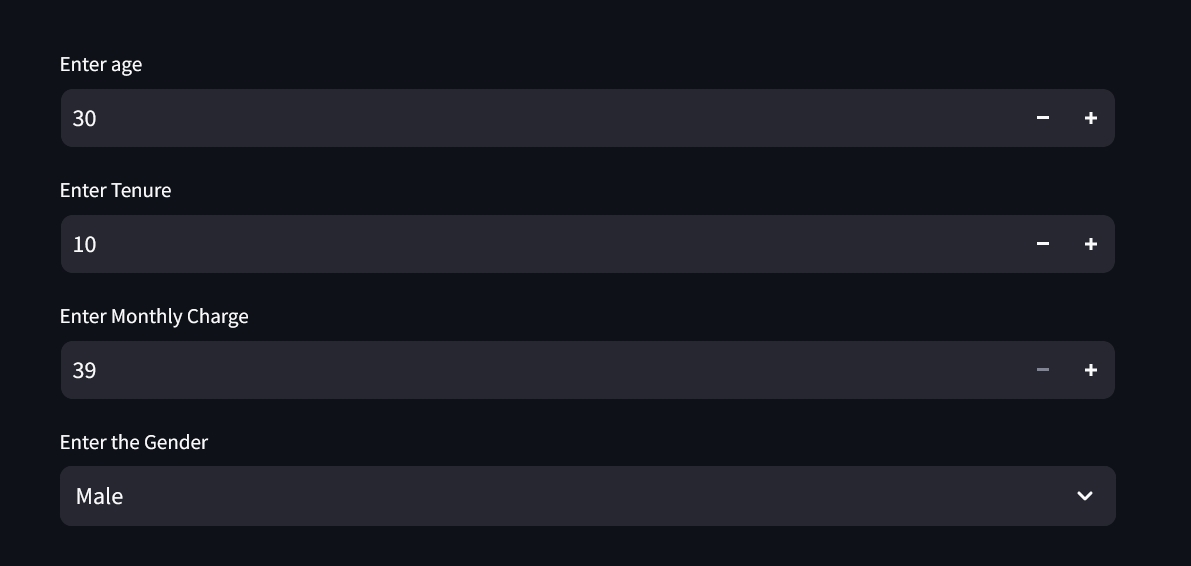 Enter age
30
Enter Tenure
10
Enter Monthly Charge
39
Enter the Gender
Male